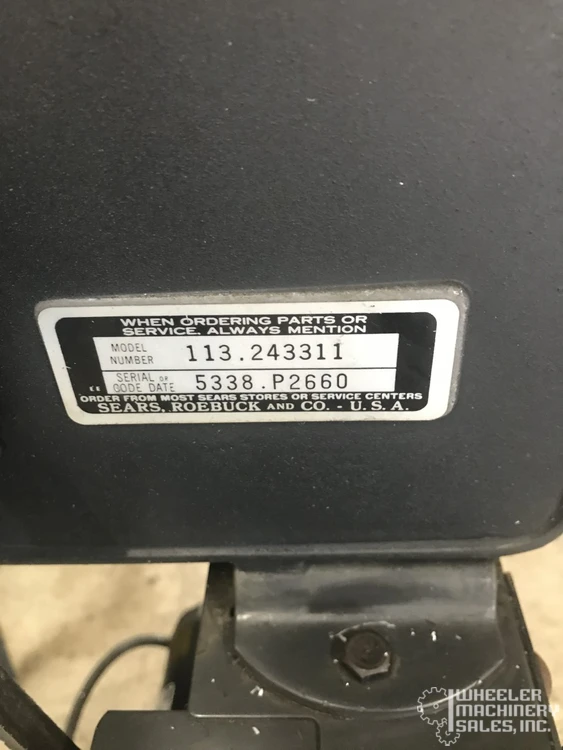 WHEN ORDERING PARTS OR
SERVICE, ALWAYS MENTION
MODEL
NUMBER 113.243311
SERIAL OR
CODE DATE 5338.P2660
ORDER FROM MOST SEARS STORES OR SERVICE CENTERS
SEARS, ROEBUCK AND CO. - U.S.A.
WHEELER
MACHINERY
SALES, INC.